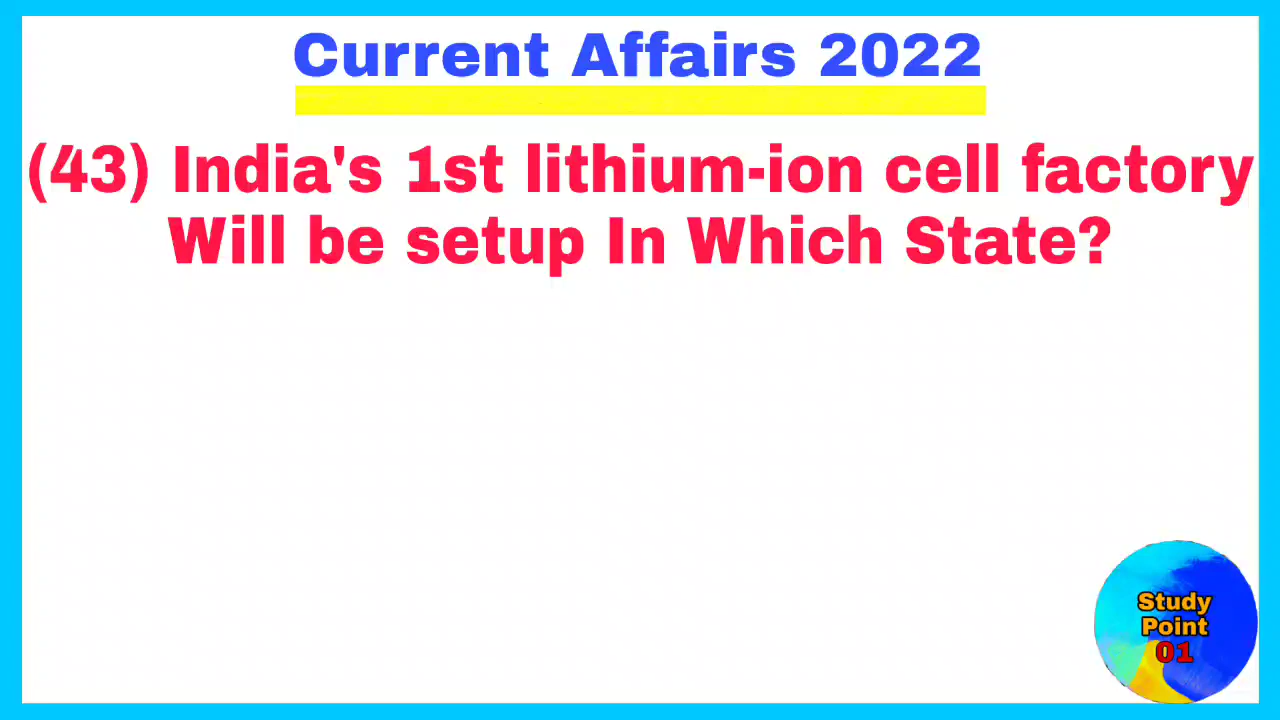 Current Affairs 2022
(43) India's 1st lithium-ion cell factory
Will be setup In Which State?
Study
Point
01